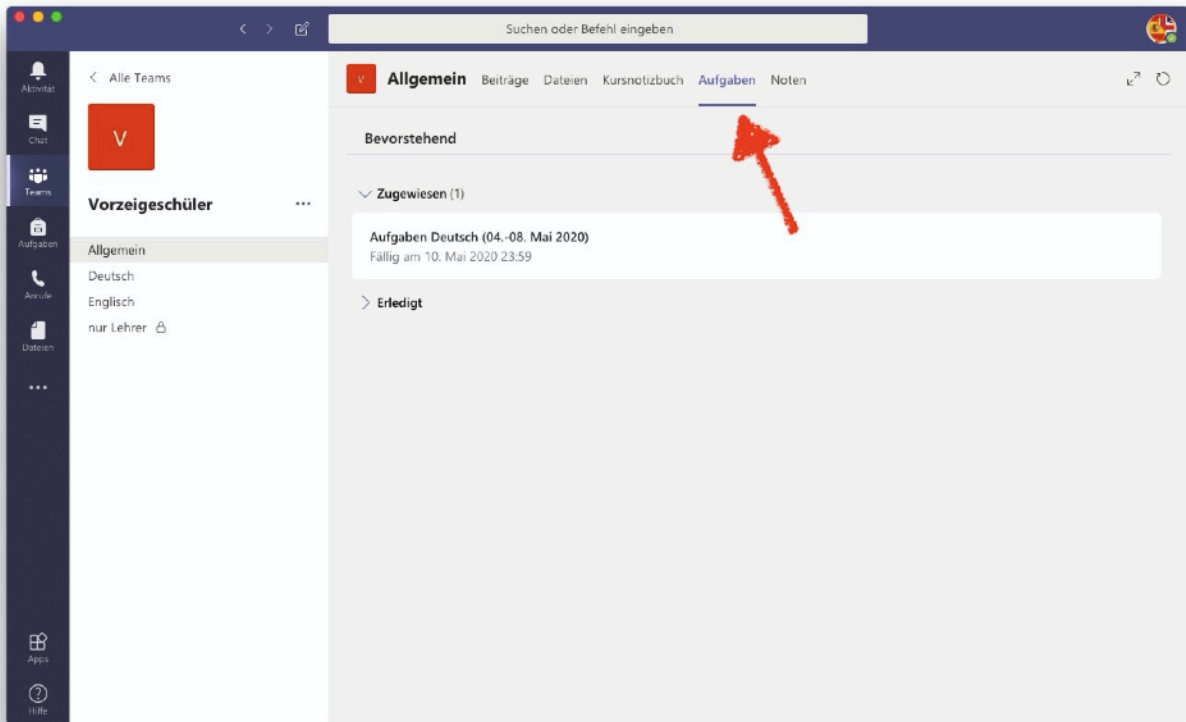 Suchen oder Befehl eingeben
Aktivität
Chat
Teams
Aufgaben
Anrufe
Dateien
Apps
Hilfe
Alle Teams
V
Vorzeigeschüler
Allgemein
Deutsch
Englisch
nur Lehrer
V Allgemein Beiträge Dateien Kursnotizbuch Aufgaben Noten
Bevorstehend
Zugewiesen (1)
Aufgaben Deutsch (04.-08. Mai 2020)
Fällig am 10. Mai 2020 23:59
Erledigt